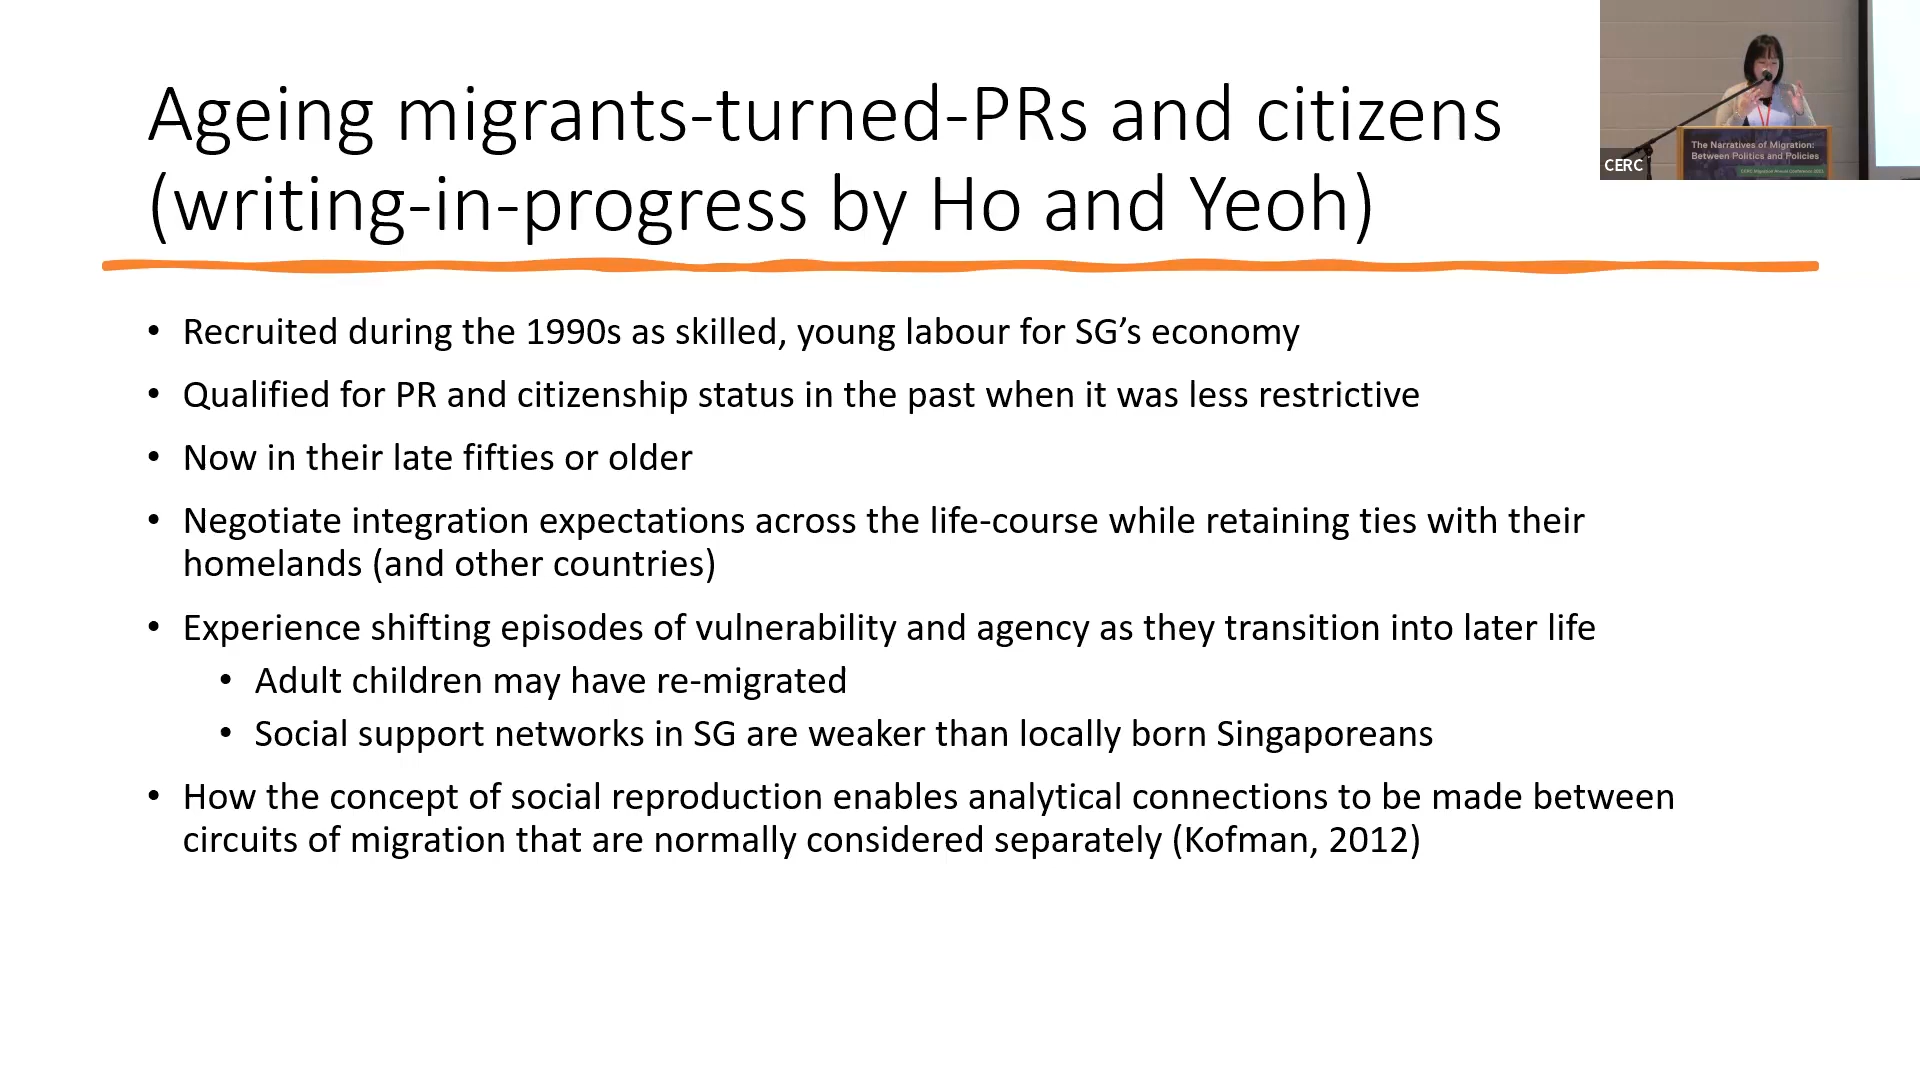 Ageing migrants-turned-PRs and citizens
(writing-in-progress by Ho and Yeoh)
CERC
The Narratives of Migration:
Between Politics and Policies
• Recruited during the 1990s as skilled, young labour for SG’s economy
• Qualified for PR and citizenship status in the past when it was less restrictive
• Now in their late fifties or older
• Negotiate integration expectations across the life-course while retaining ties with their
homelands (and other countries)
• Experience shifting episodes of vulnerability and agency as they transition into later life
• Adult children may have re-migrated
• Social support networks in SG are weaker than locally born Singaporeans
• How the concept of social reproduction enables analytical connections to be made between
circuits of migration that are normally considered separately (Kofman, 2012)